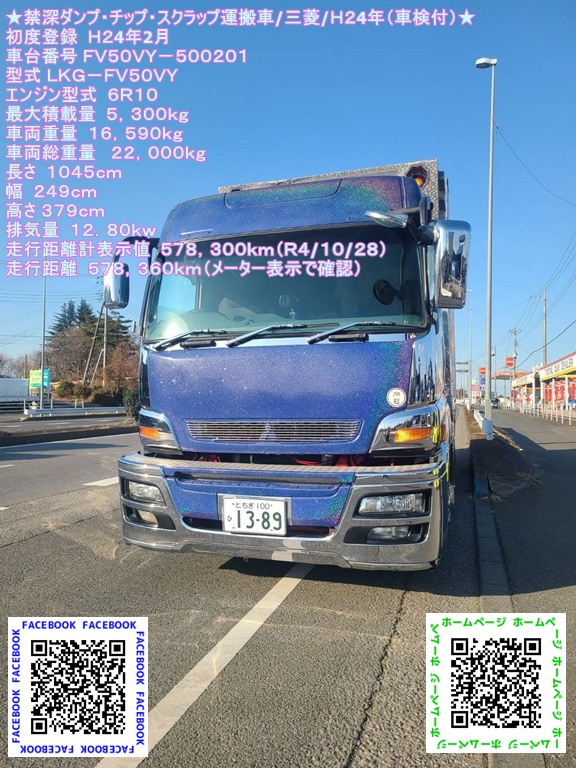 ★禁深ダンプ・チップ・スクラップ運搬車/三菱/H24年(車検付)★
初度登録 H24年2月
車台番号 FV50VY-500201
型式 LKG-FV50VY
エンジン型式 6R10
最大積載量 5,300kg
車両重量 16,590kg
車両総重量 22,000kg
長さ 1045cm
幅 249cm
高さ 379cm
排気量 12.80kw
走行距離計表示値 578,300km(R4/10/28)
走行距離 578,360km(メーター表示で確認)
とちぎ 100
ひ 13-89
FACEBOOK FACEBOOK
FACEBOOK FACEBOOK
FACEBOOK FACEBOOK
FACEBOOK FACEBOOK
ホームページ ホームページ
ホームページ ホームページ
ホームページ ホームページ
ホームページ ホームページ